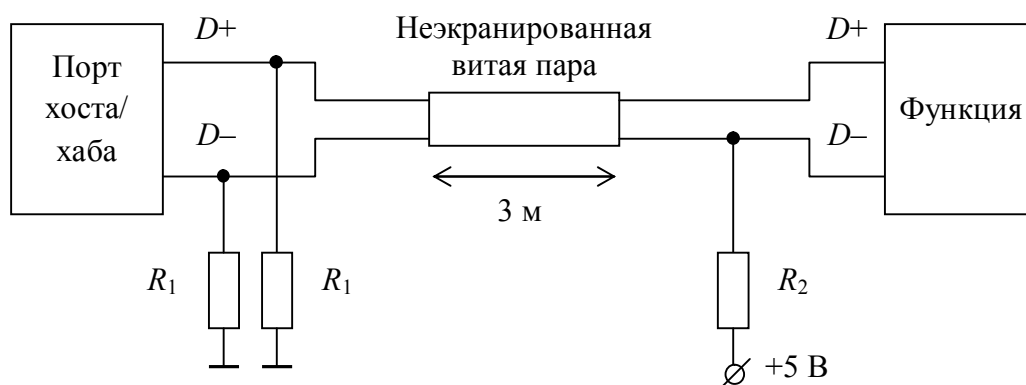 D+
Неэкранированная
витая пара
D+
Порт
хоста/
хаба
D–
D–
Функция
3 м
R1
R1
R2
+5 В